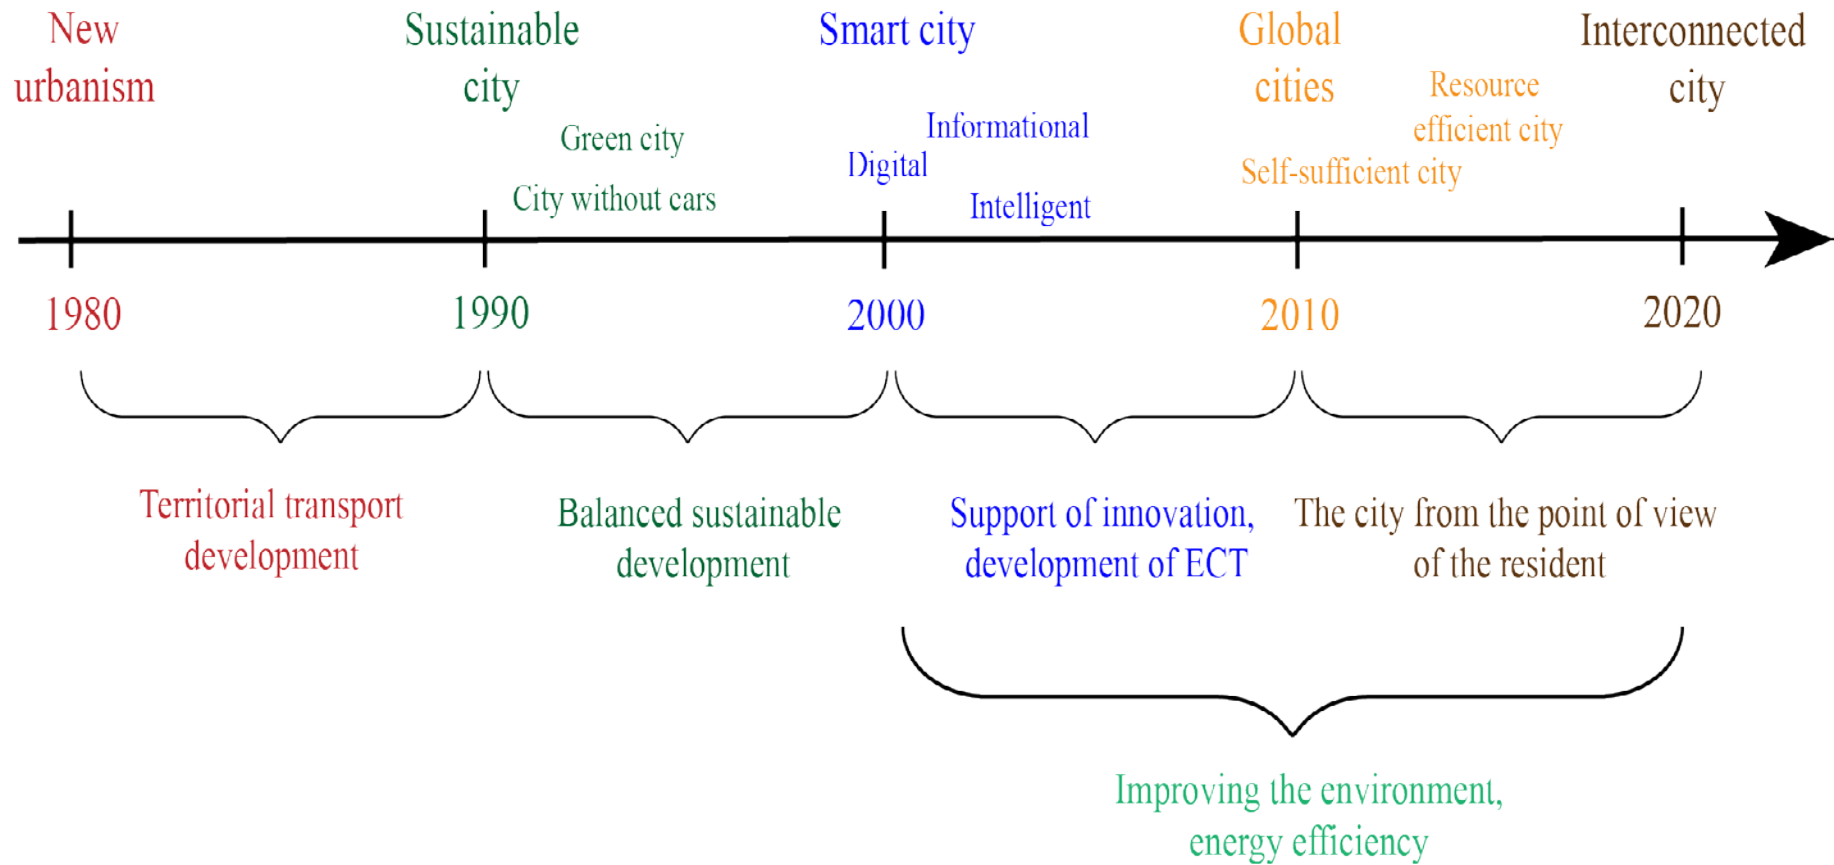 New
urbanism
Sustainable
city
Smart city
Global
cities
Interconnected
city
Resource
efficient city
Informational
Green city
Digital
Self-sufficient city
City without cars
Intelligent
1980
1990
2000
2010
2020
Territorial transport
development
Balanced sustainable
development
Support of innovation,
development of ECT
The city from the point of view
of the resident
Improving the environment,
energy efficiency